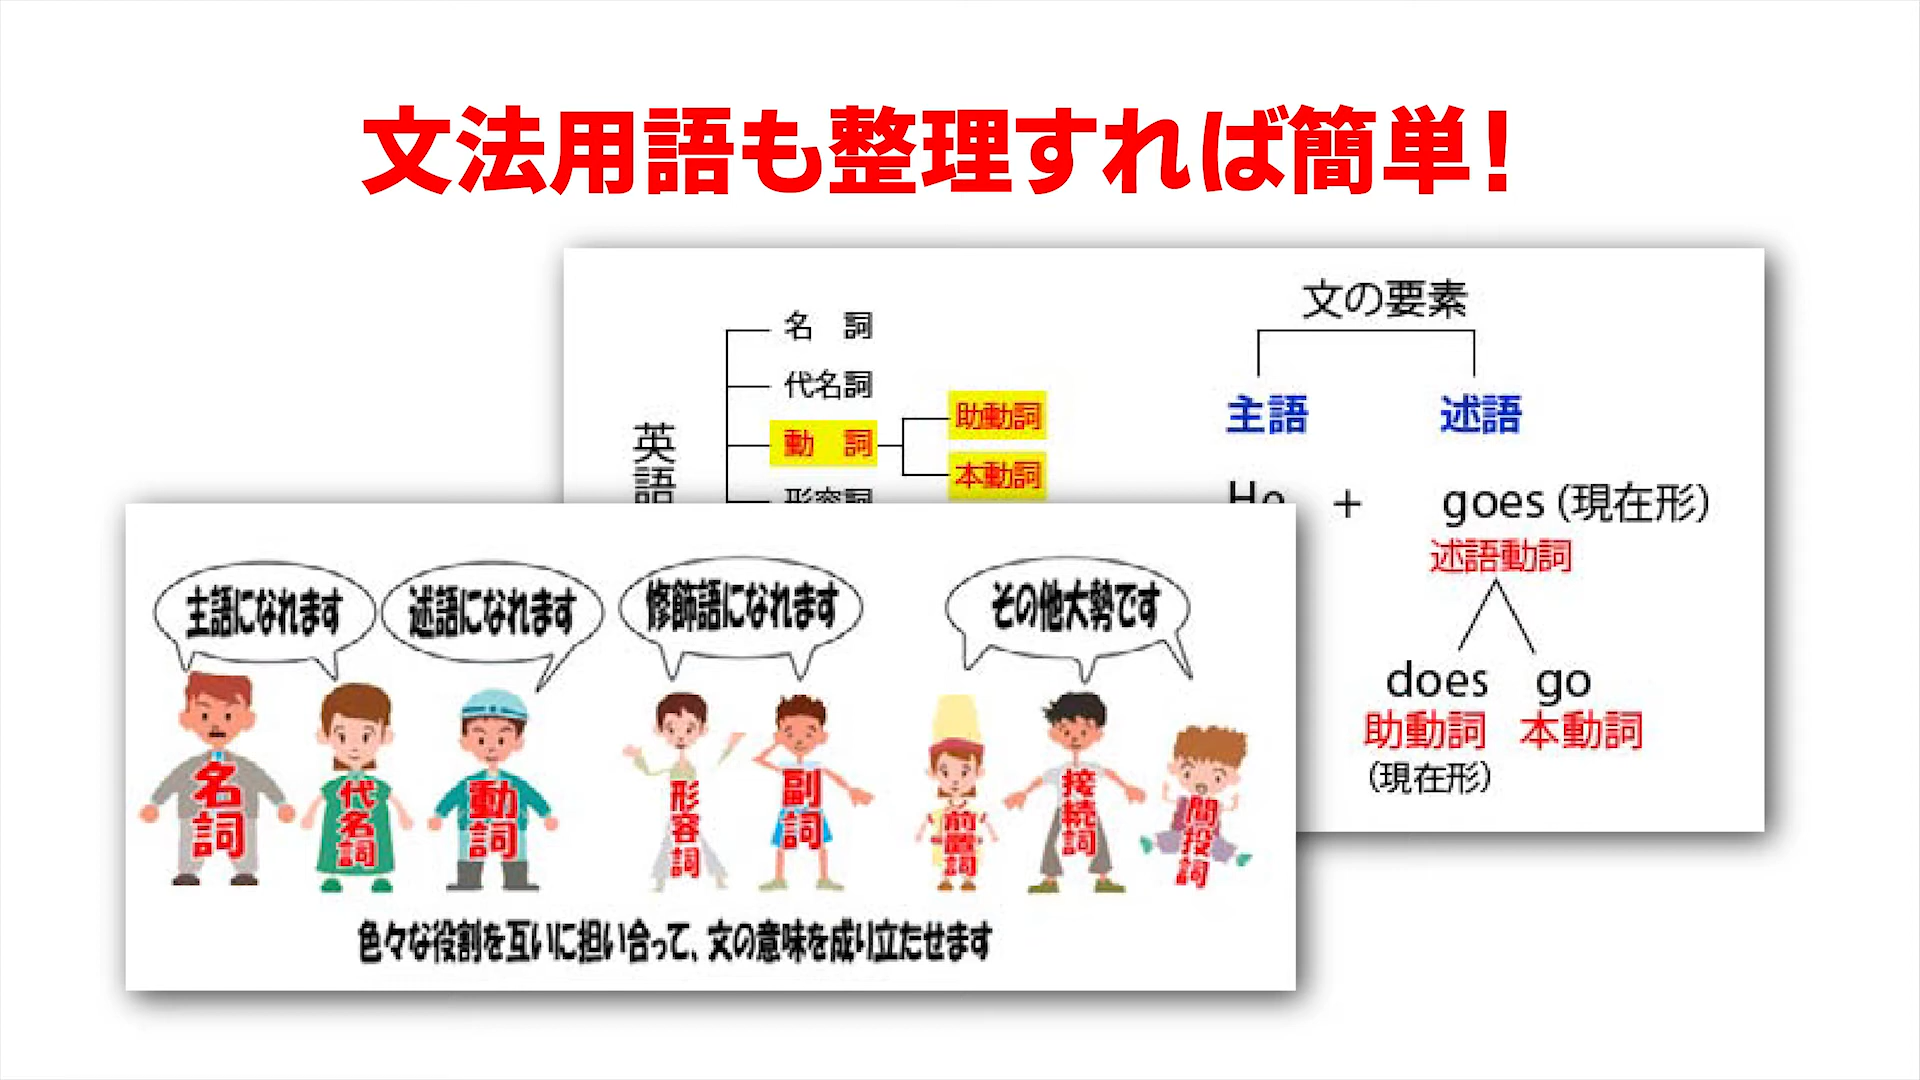 文法用語も整理すれば簡単！
英語
名　詞
代名詞
動　詞
形容詞
助動詞
本動詞
文の要素
主語
述語
He + goes（現在形）
述語動詞
does go
助動詞 本動詞
（現在形）
主語になれます
述語になれます
修飾語になれます
その他大勢です
名詞
代名詞
動詞
形容詞
副詞
前置詞
接続詞
間投詞
色々な役割を互いに担い合って、文の意味を成り立たせます